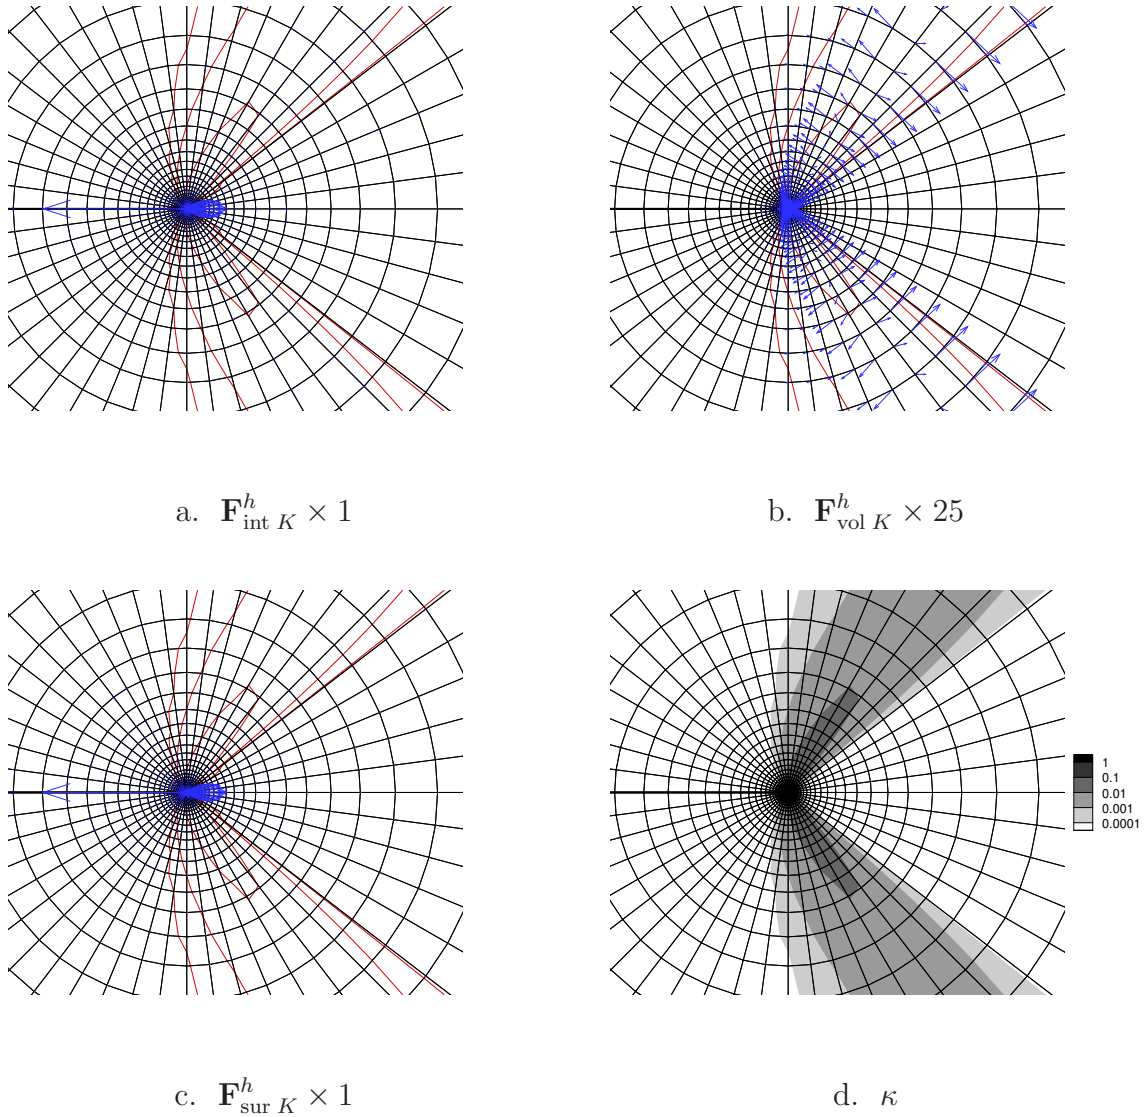 a. F^h_int K × 1
b. F^h_vol K × 25
1
0.1
0.01
0.001
0.0001
c. F^h_sur K × 1
d. κ